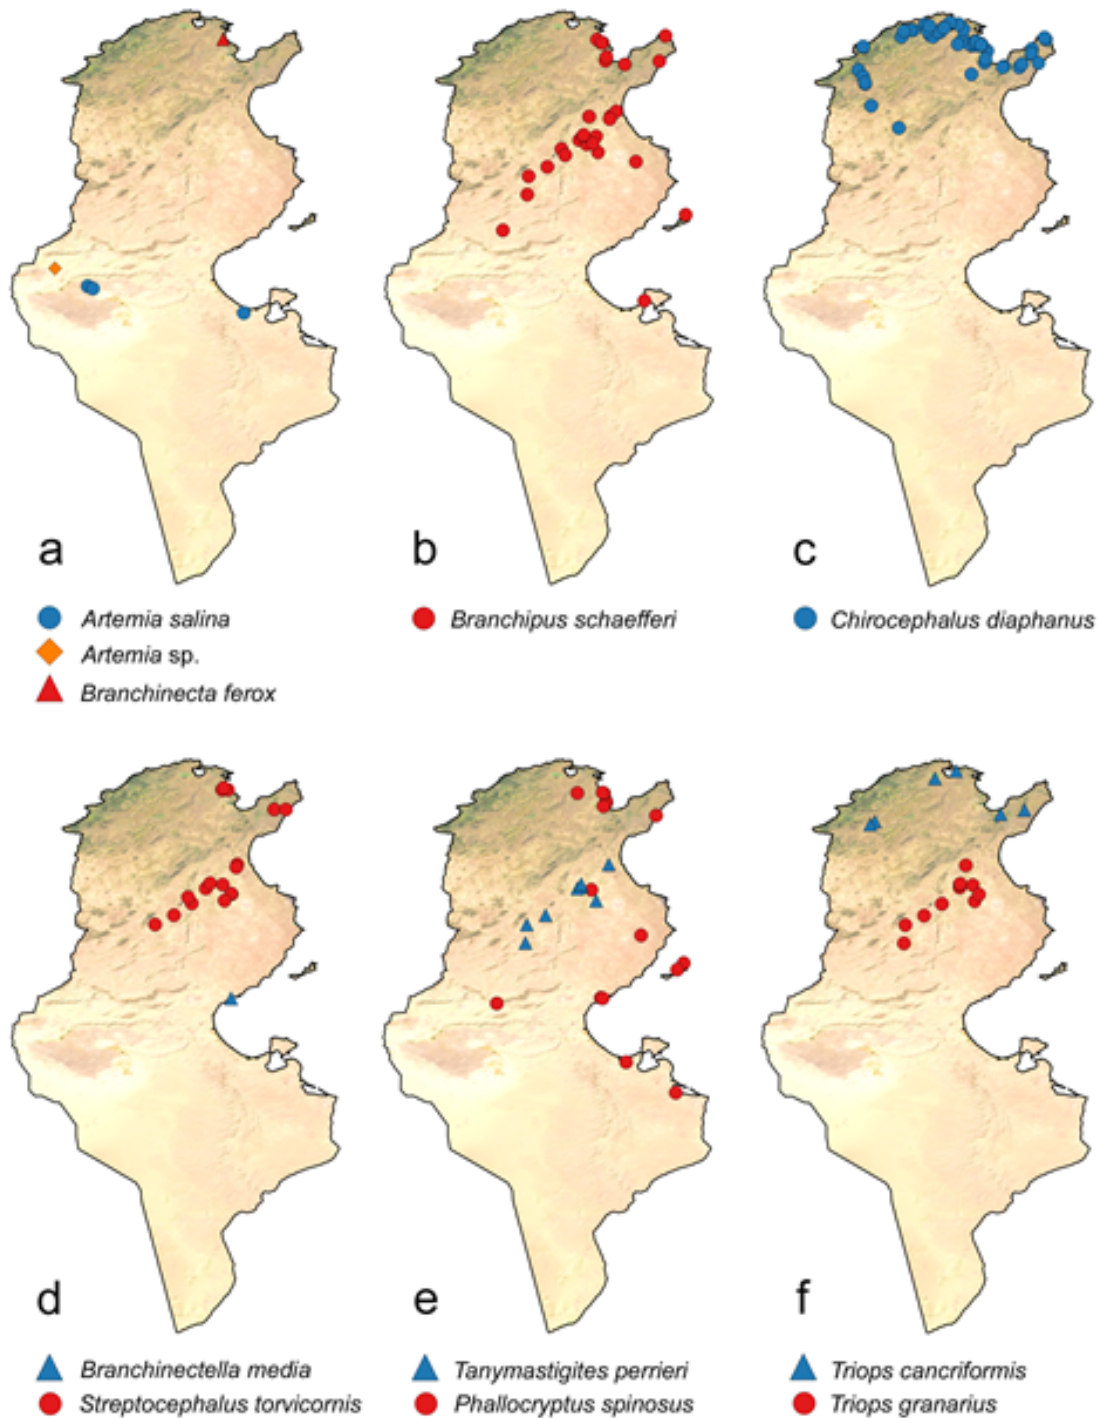 a
b
c
Artemia salina
Artemia sp.
Branchinecta ferox
Branchipus schaefferi
Chirocephalus diaphanus
d
e
f
Branchinectella media
Streptocephalus torvicornis
Tanymastigites perrieri
Phallocryptus spinosus
Triops cancriformis
Triops granarius